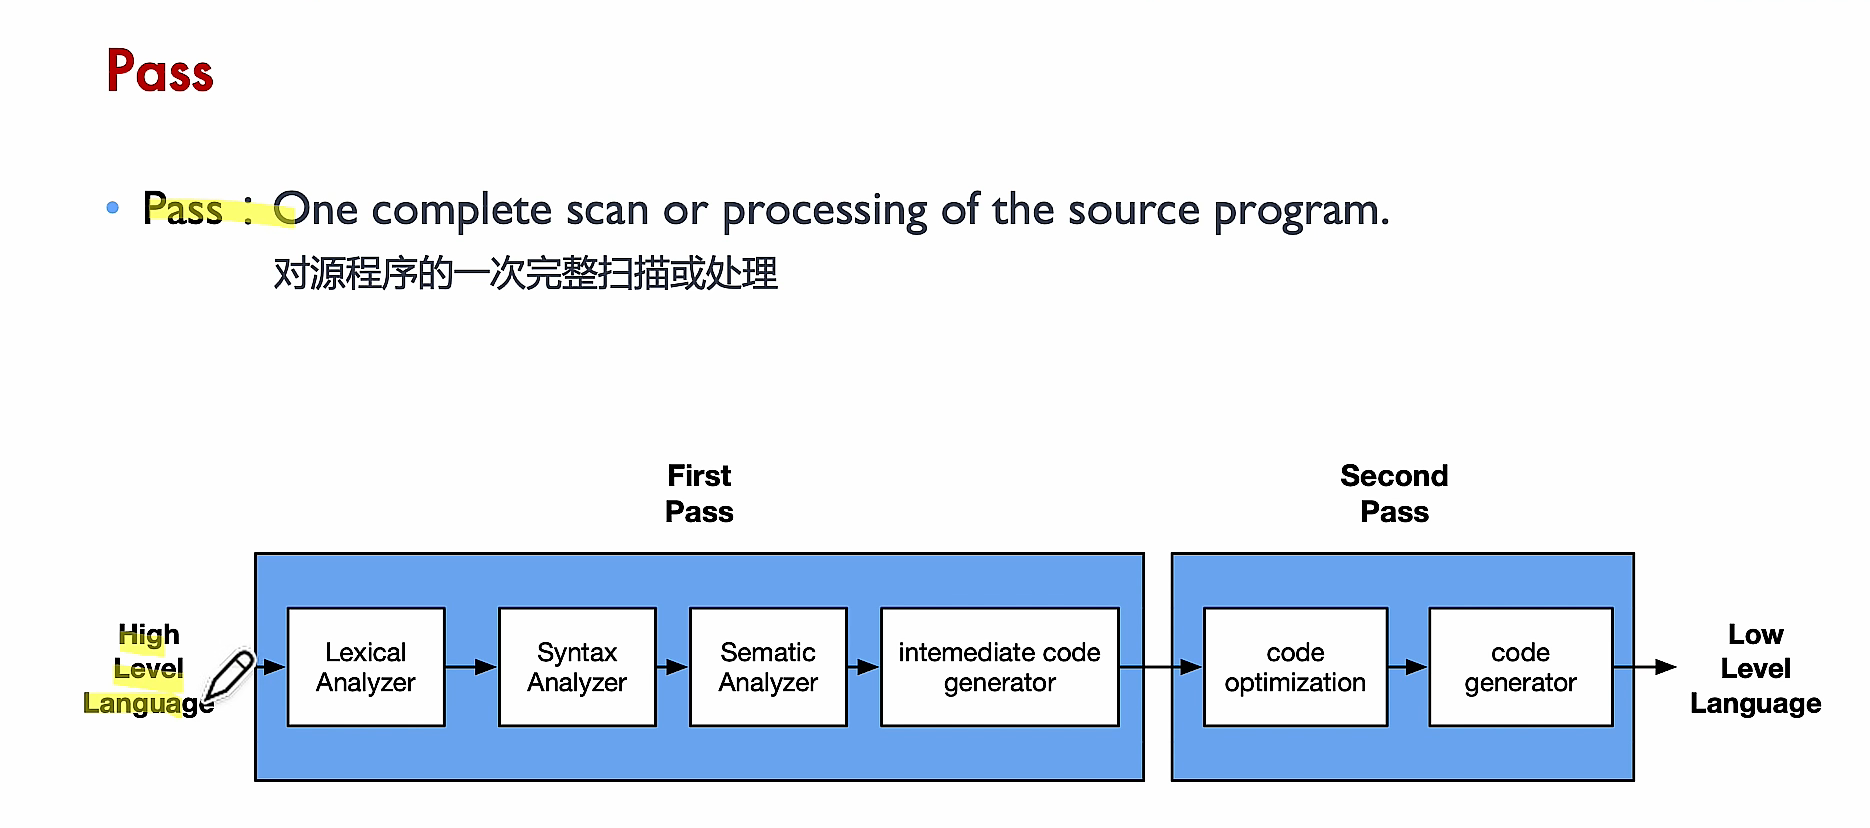 Pass
• Pass：One complete scan or processing of the source program.
对源程序的一次完整扫描或处理
First
Pass
Second
Pass
High
Level
Language
Lexical
Analyzer
Syntax
Analyzer
Sematic
Analyzer
intemediate code
generator
code
optimization
code
generator
Low
Level
Language